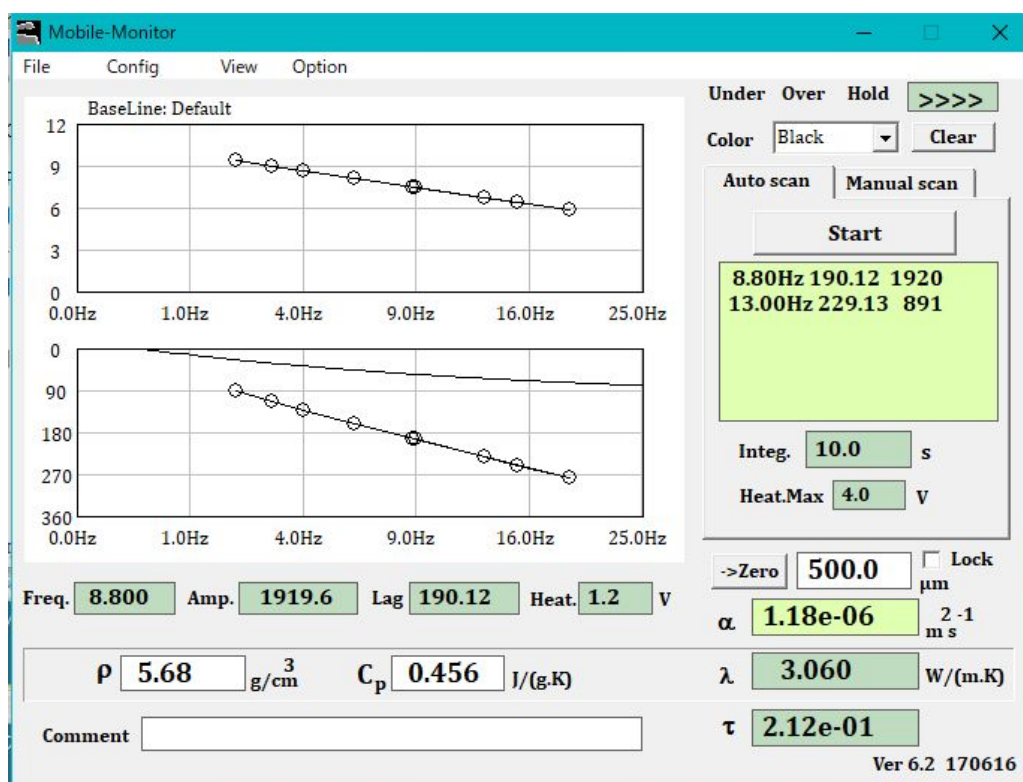 Mobile-Monitor
File Config View Option
BaseLine: Default
12
9
6
3
0
0.0Hz 1.0Hz 4.0Hz 9.0Hz 16.0Hz 25.0Hz
0
90
180
270
360
0.0Hz 1.0Hz 4.0Hz 9.0Hz 16.0Hz 25.0Hz
Freq. 8.800 Amp. 1919.6 Lag 190.12 Heat. 1.2 V
Under Over Hold >>>>
Color Black Clear
Auto scan Manual scan
Start
8.80Hz 190.12 1920
13.00Hz 229.13 891
Integ. 10.0 s
Heat.Max 4.0 V
->Zero 500.0 μm Lock
α 1.18e-06 m² s⁻¹
ρ 5.68 g/cm³ Cp 0.456 J/(g.K) λ 3.060 W/(m.K)
Comment τ 2.12e-01
Ver 6.2 170616